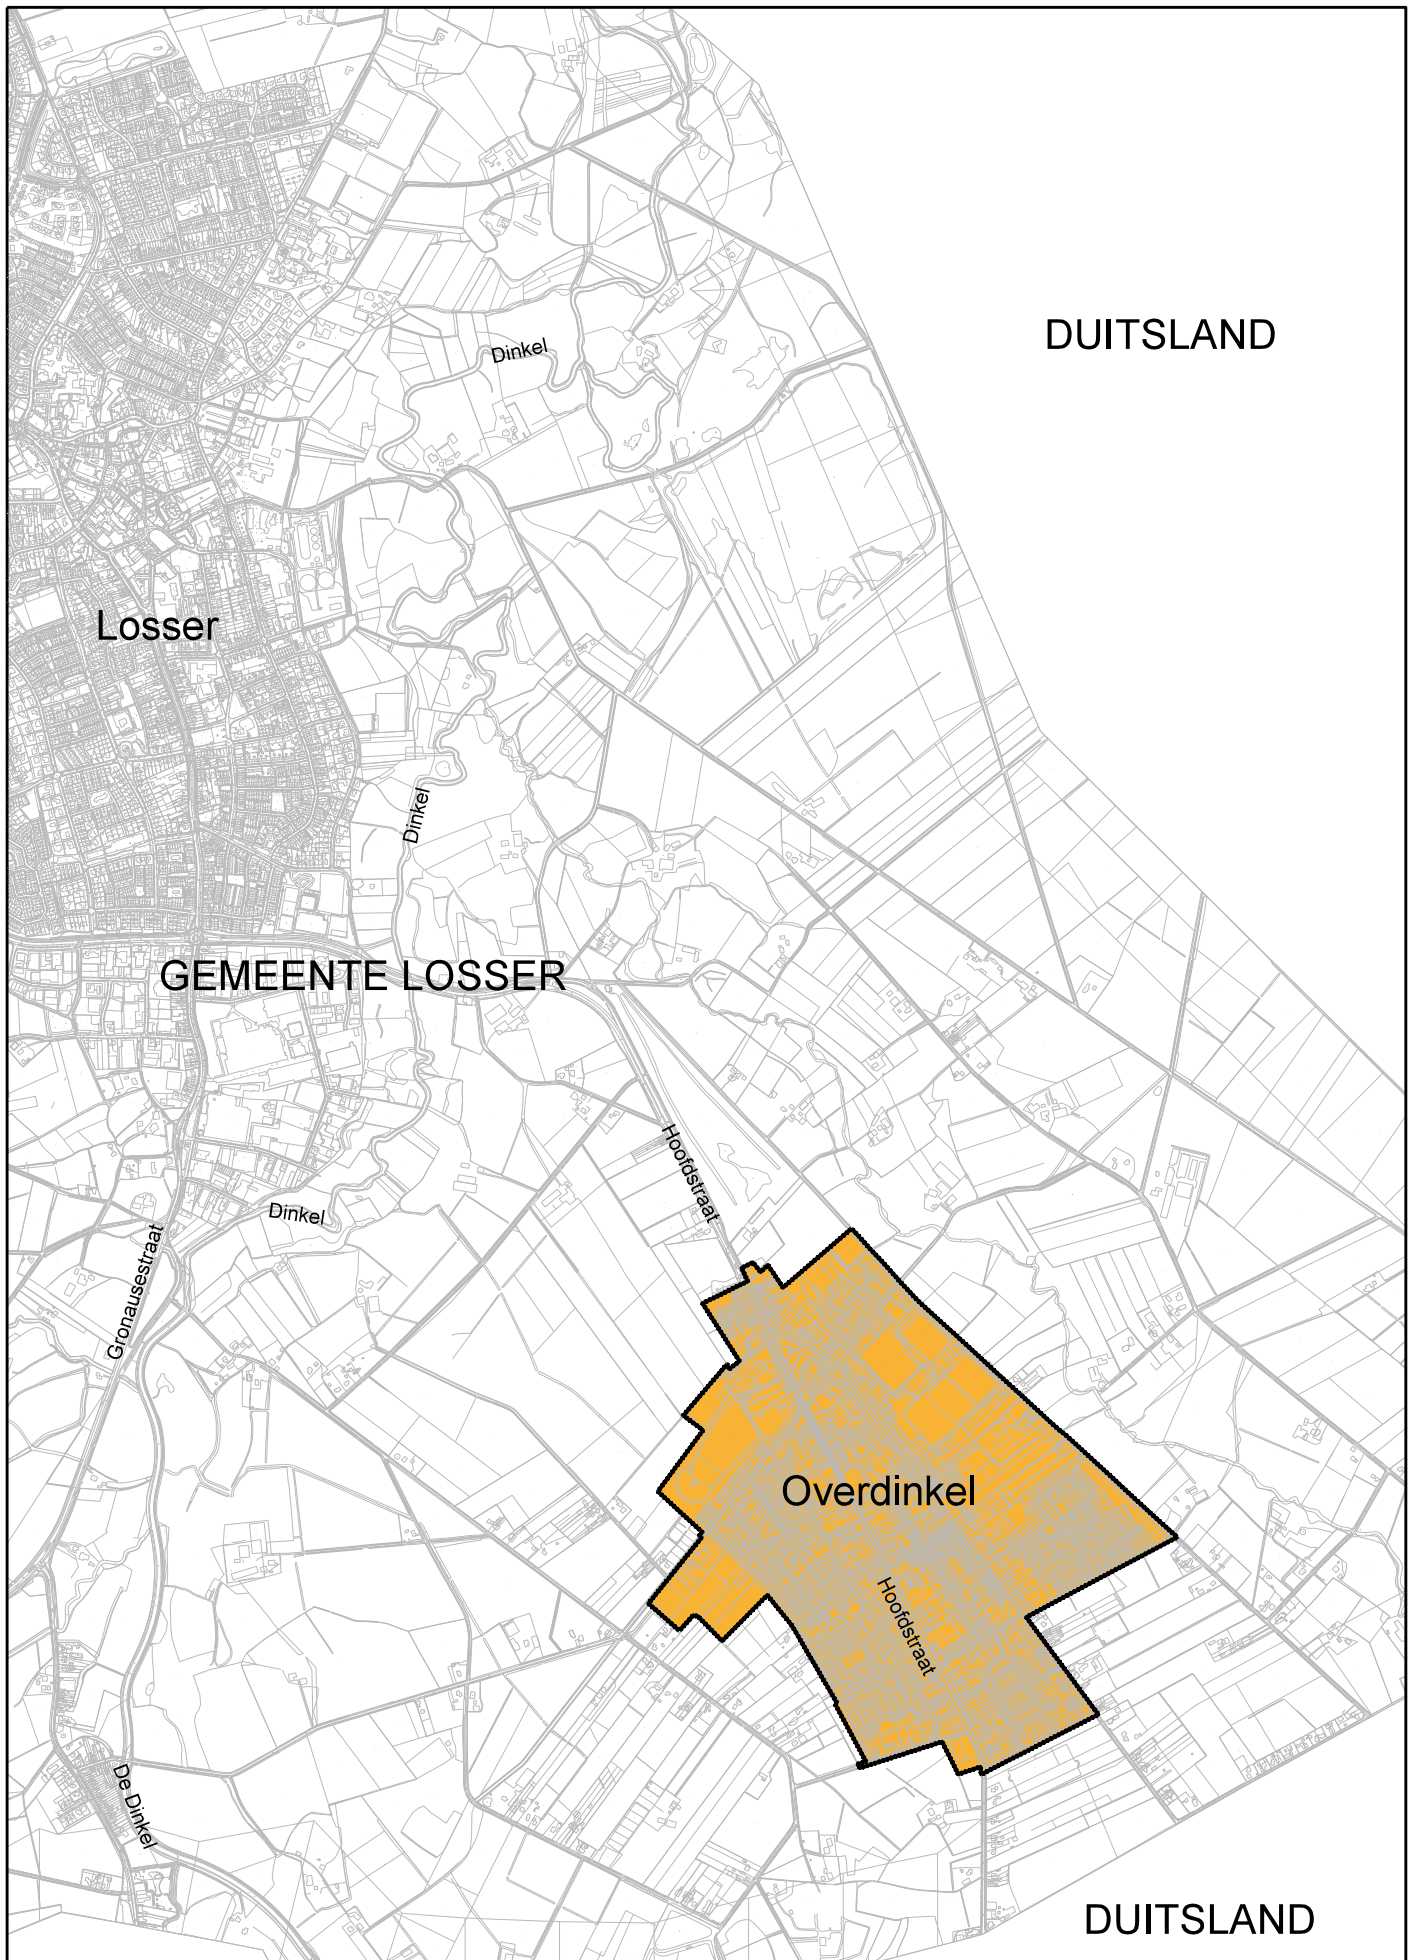 DUITSLAND
Dinkel
Losser
Dinkel
GEMEENTE LOSSER
Hoofdstraat
Dinkel
Gronausestraat
Overdinkel
Hoofdstraat
De Dinkel
DUITSLAND